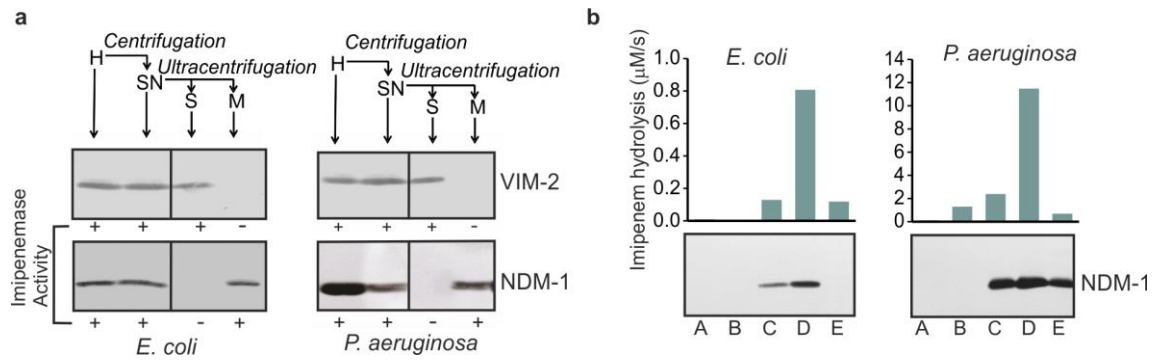 a
Centrifugation
H
Ultracentrifugation
SN
S
M
VIM-2
+ + + -
Imipenemase
Activity
+ + - +
E. coli
Centrifugation
H
Ultracentrifugation
SN
S
M
VIM-2
+ + + -
NDM-1
+ + - +
P. aeruginosa
b
E. coli
Imipenem hydrolysis (µM/s)
1.0
0.8
0.6
0.4
0.2
0.0
A B C D E
P. aeruginosa
14
12
10
8
6
4
2
0
NDM-1
A B C D E